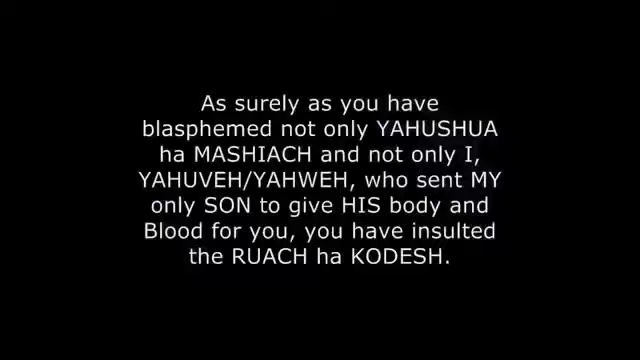 As surely as you have
blasphemed not only YAHUSHUA
ha MASHIACH and not only I,
YAHUVEH/YAHWEH, who sent MY
only SON to give HIS body and
Blood for you, you have insulted
the RUACH ha KODESH.